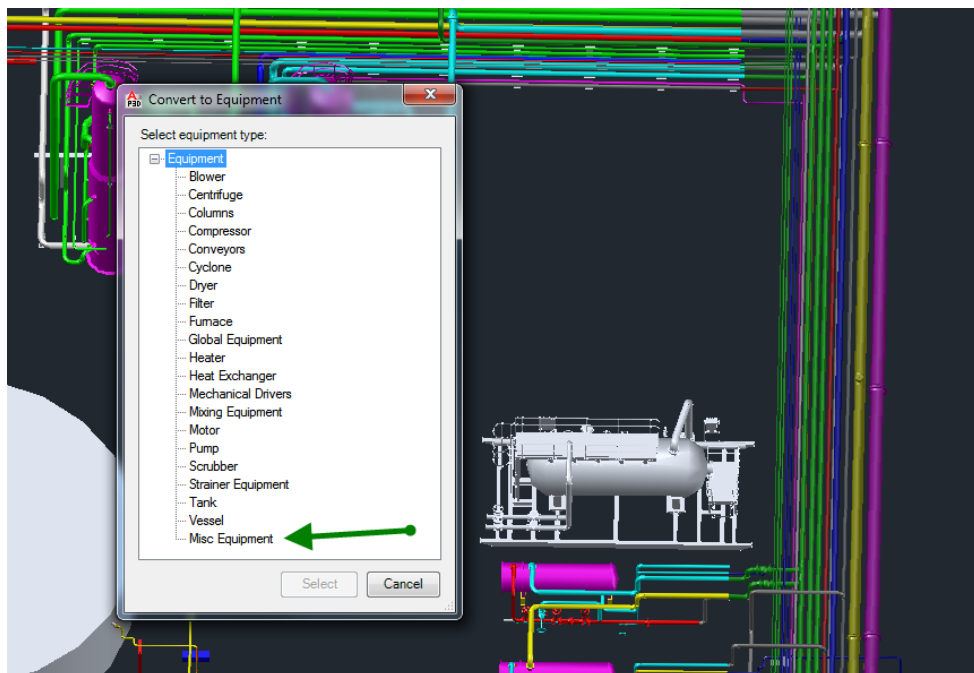 P3D
Convert to Equipment
Select equipment type:
Equipment
Blower
Centrifuge
Columns
Compressor
Conveyors
Cyclone
Dryer
Filter
Furnace
Global Equipment
Heater
Heat Exchanger
Mechanical Drivers
Mixing Equipment
Motor
Pump
Scrubber
Strainer Equipment
Tank
Vessel
Misc Equipment
Select
Cancel